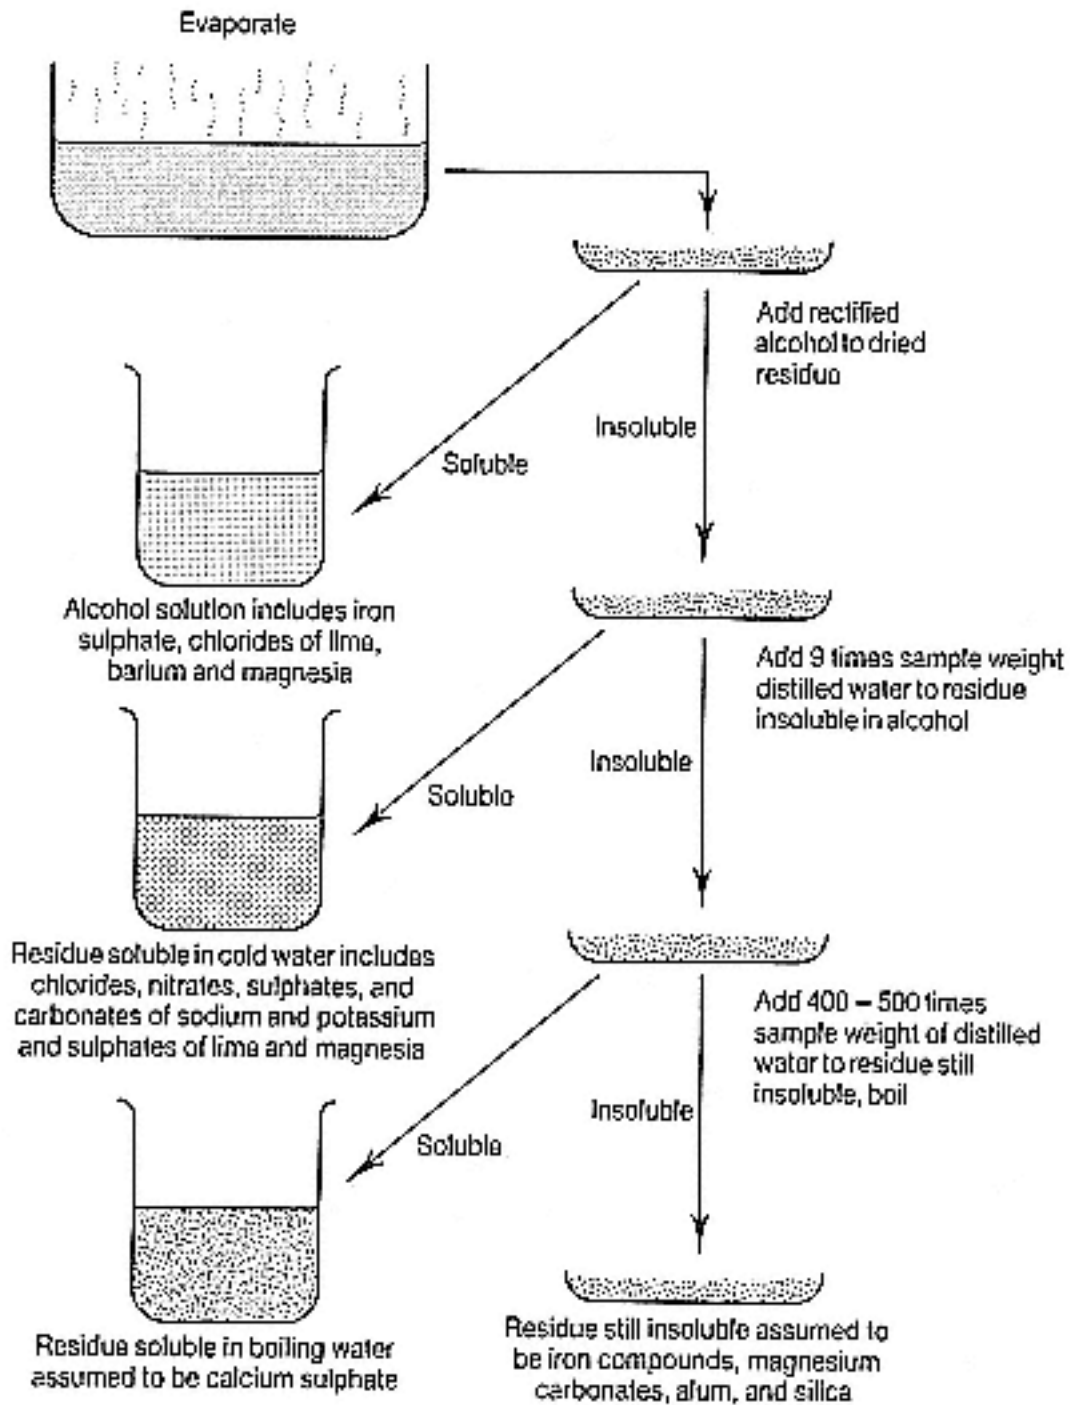 Evaporate
Add rectified
alcohol to dried
residue
Insoluble
Soluble
Alcohol solution includes iron
sulphate, chlorides of lime,
barium and magnesia
Add 9 times sample weight
distilled water to residue
insoluble in alcohol
Insoluble
Soluble
Residue soluble in cold water includes
chlorides, nitrates, sulphates, and
carbonates of sodium and potassium
and sulphates of lime and magnesia
Add 400 – 500 times
sample weight of distilled
water to residue still
insoluble, boil
Insoluble
Soluble
Residue soluble in boiling water
assumed to be calcium sulphate
Residue still insoluble assumed to
be iron compounds, magnesium
carbonates, alum, and silica